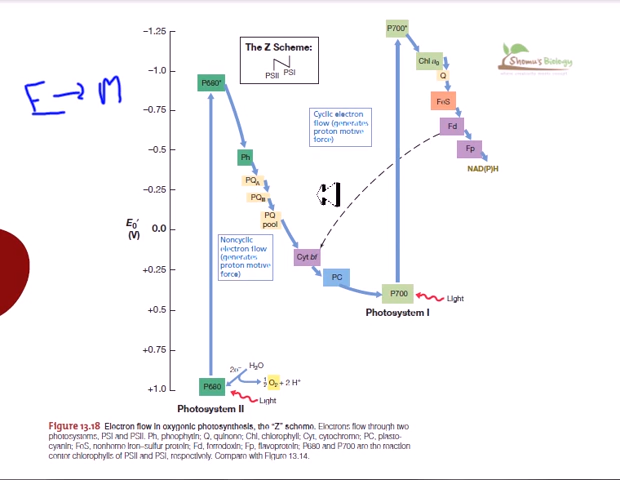 E → M
The Z Scheme:
PSII PSI
Shomu's Biology
–1.25
–1.0
–0.75
–0.5
–0.25
0.0
+0.25
+0.5
+0.75
+1.0
E0′
(V)
P680*
Ph
PQA
PQB
PQ
pool
Cyt bf
PC
P700
P700*
Chl a0
Q
FeS
Fd
Fp
NAD(P)H
Cyclic electron
flow (generates
proton motive
force)
Noncyclic
electron flow
(generates
proton motive
force)
Light
Photosystem I
2e– H2O
½ O2 + 2 H+
P680
Light
Photosystem II
Figure 13.18 Electron flow in oxygenic photosynthesis, the "Z" scheme. Electrons flow through two
photosystems, PSI and PSII. Ph, pheophytin; Q, quinone; Chl, chlorophyll; Cyt, cytochrome; PC, plasto-
cyanin; FeS, nonheme iron–sulfur protein; Fd, ferredoxin; Fp, flavoprotein; P680 and P700 are the reaction
center chlorophylls of PSII and PSI, respectively. Compare with Figure 13.14.